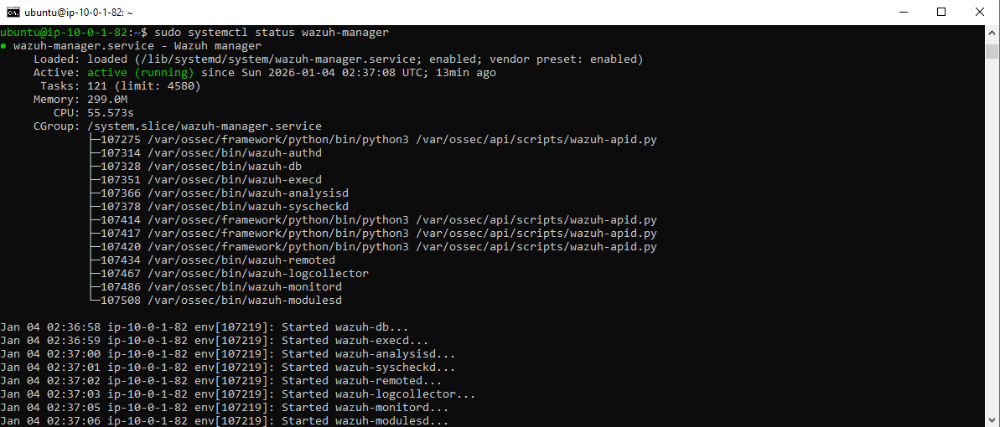 ubuntu@ip-10-0-1-82: ~
ubuntu@ip-10-0-1-82:~$ sudo systemctl status wazuh-manager
● wazuh-manager.service - Wazuh manager
     Loaded: loaded (/lib/systemd/system/wazuh-manager.service; enabled; vendor preset: enabled)
     Active: active (running) since Sun 2026-01-04 02:37:08 UTC; 13min ago
      Tasks: 121 (limit: 4580)
     Memory: 299.0M
        CPU: 55.573s
     CGroup: /system.slice/wazuh-manager.service
             ├─107275 /var/ossec/framework/python/bin/python3 /var/ossec/api/scripts/wazuh-apid.py
             ├─107314 /var/ossec/bin/wazuh-authd
             ├─107328 /var/ossec/bin/wazuh-db
             ├─107351 /var/ossec/bin/wazuh-execd
             ├─107366 /var/ossec/bin/wazuh-analysisd
             ├─107378 /var/ossec/bin/wazuh-syscheckd
             ├─107414 /var/ossec/framework/python/bin/python3 /var/ossec/api/scripts/wazuh-apid.py
             ├─107417 /var/ossec/framework/python/bin/python3 /var/ossec/api/scripts/wazuh-apid.py
             ├─107420 /var/ossec/framework/python/bin/python3 /var/ossec/api/scripts/wazuh-apid.py
             ├─107434 /var/ossec/bin/wazuh-remoted
             ├─107467 /var/ossec/bin/wazuh-logcollector
             ├─107486 /var/ossec/bin/wazuh-monitord
             └─107508 /var/ossec/bin/wazuh-modulesd
Jan 04 02:36:58 ip-10-0-1-82 env[107219]: Started wazuh-db...
Jan 04 02:36:59 ip-10-0-1-82 env[107219]: Started wazuh-execd...
Jan 04 02:37:00 ip-10-0-1-82 env[107219]: Started wazuh-analysisd...
Jan 04 02:37:01 ip-10-0-1-82 env[107219]: Started wazuh-syscheckd...
Jan 04 02:37:02 ip-10-0-1-82 env[107219]: Started wazuh-remoted...
Jan 04 02:37:03 ip-10-0-1-82 env[107219]: Started wazuh-logcollector...
Jan 04 02:37:05 ip-10-0-1-82 env[107219]: Started wazuh-monitord...
Jan 04 02:37:06 ip-10-0-1-82 env[107219]: Started wazuh-modulesd...